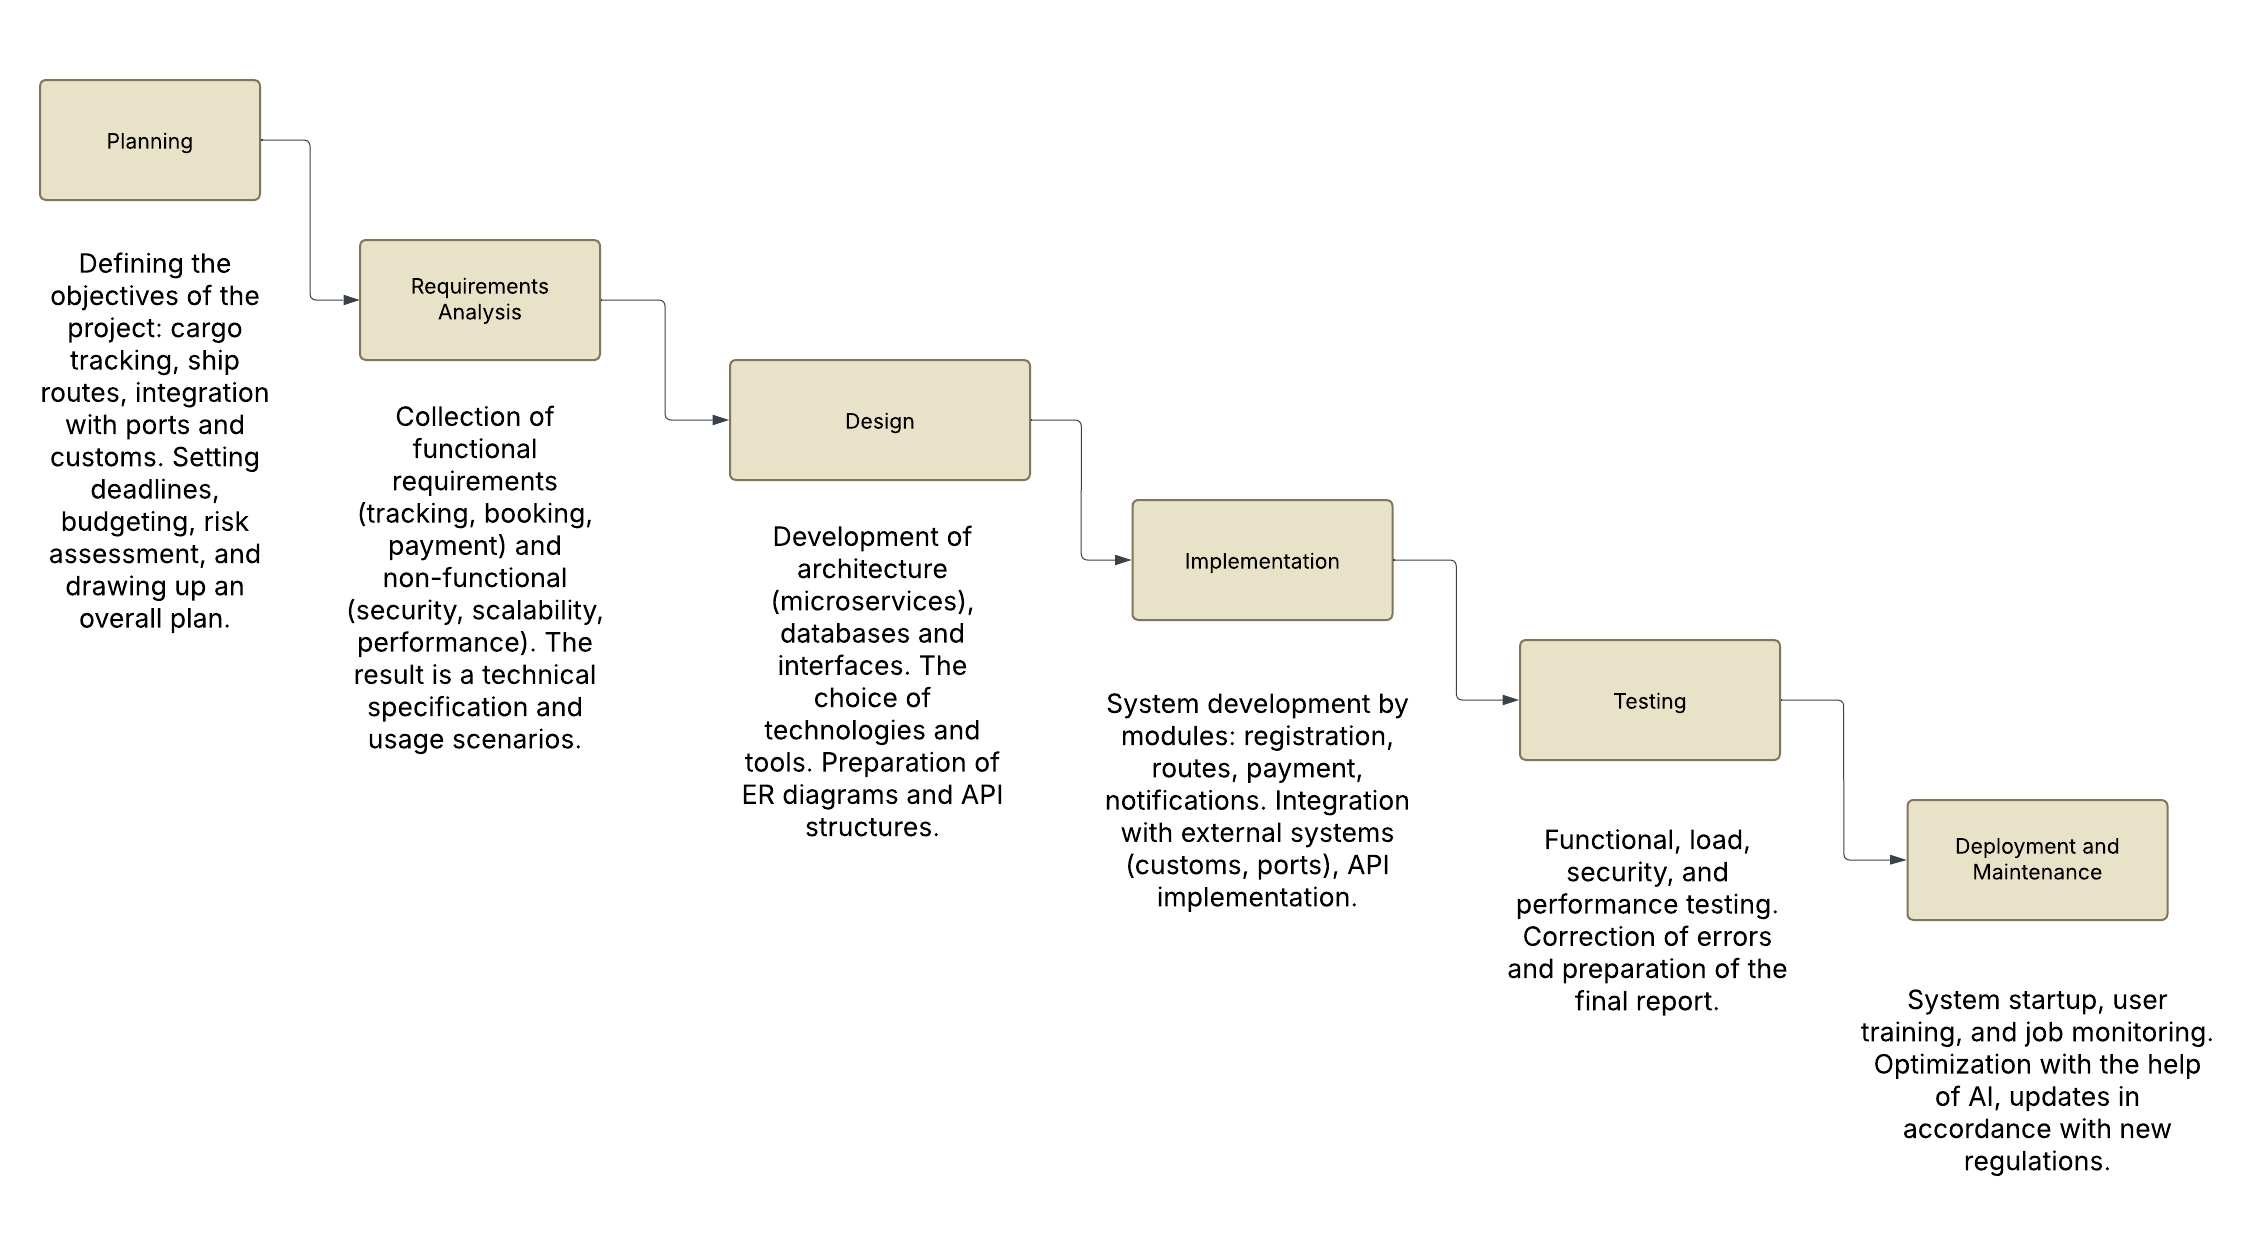 Planning
Defining the
objectives of the
project: cargo
tracking, ship
routes, integration
with ports and
customs. Setting
deadlines,
budgeting, risk
assessment, and
drawing up an
overall plan.
Requirements
Analysis
Collection of
functional
requirements
(tracking, booking,
payment) and
non-functional
(security, scalability,
performance). The
result is a technical
specification and
usage scenarios.
Design
Development of
architecture
(microservices),
databases and
interfaces. The
choice of
technologies and
tools. Preparation of
ER diagrams and API
structures.
Implementation
System development by
modules: registration,
routes, payment,
notifications. Integration
with external systems
(customs, ports), API
implementation.
Testing
Functional, load,
security, and
performance testing.
Correction of errors
and preparation of the
final report.
Deployment and
Maintenance
System startup, user
training, and job monitoring.
Optimization with the help
of AI, updates in
accordance with new
regulations.